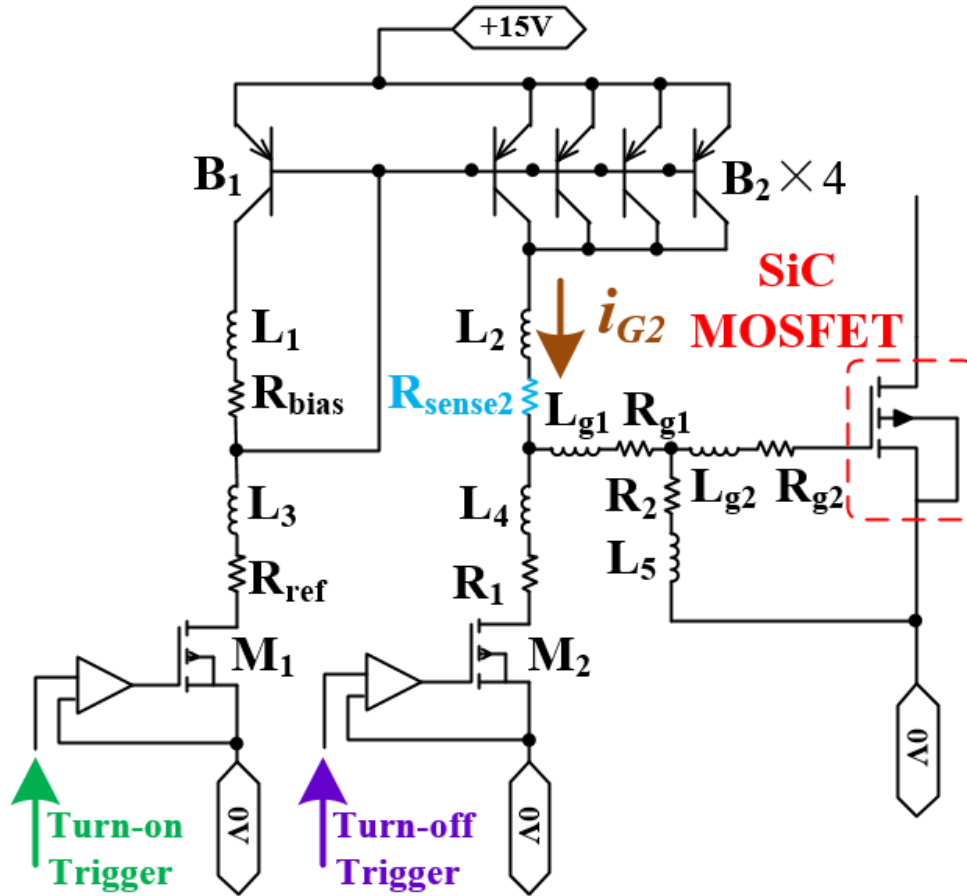 +15V
B1
B2×4
SiC
MOSFET
iG2
L1
L2
Rbias
Rsense2
Lg1
Rg1
L3
L4
R2
Lg2
Rg2
Rref
R1
L5
M1
M2
0V
0V
0V
Turn-on
Trigger
Turn-off
Trigger